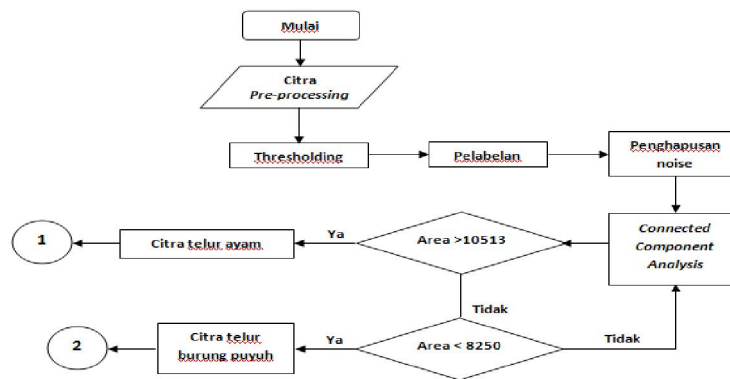 Mulai
Citra
Pre-processing
Thresholding
Pelabelan
Penghapusan
noise
Connected
Component
Analysis
Area >10513
Ya
Citra telur ayam
1
Tidak
Area < 8250
Tidak
Ya
Citra telur
burung puyuh
2